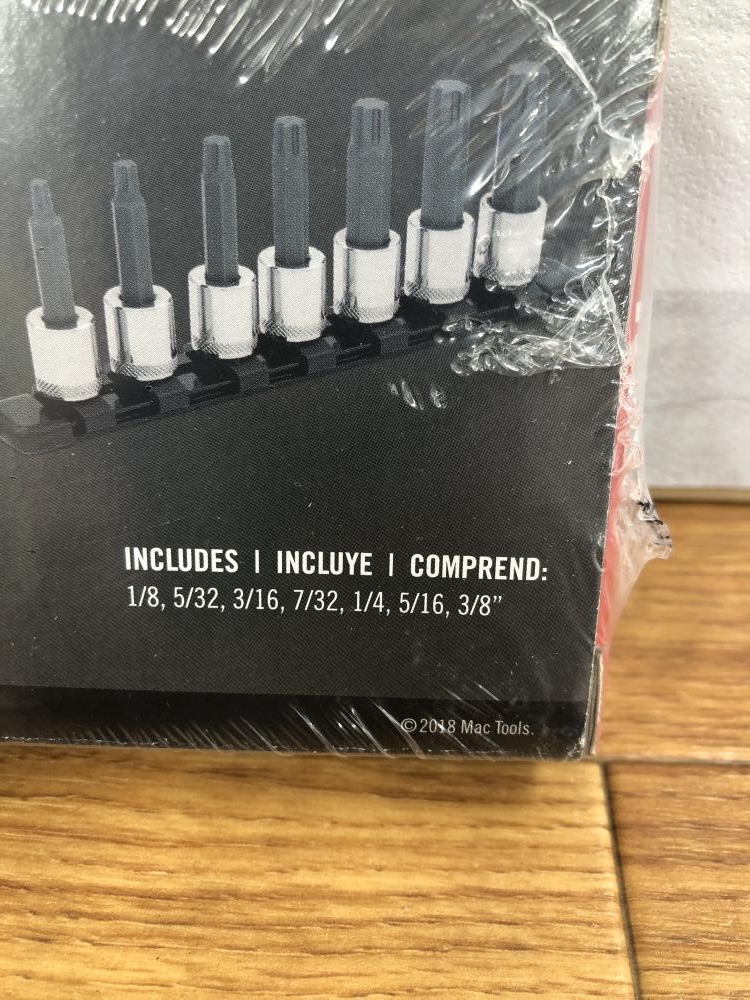 INCLUDES | INCLUYE | COMPREND:
1/8, 5/32, 3/16, 7/32, 1/4, 5/16, 3/8”
© 2018 Mac Tools.